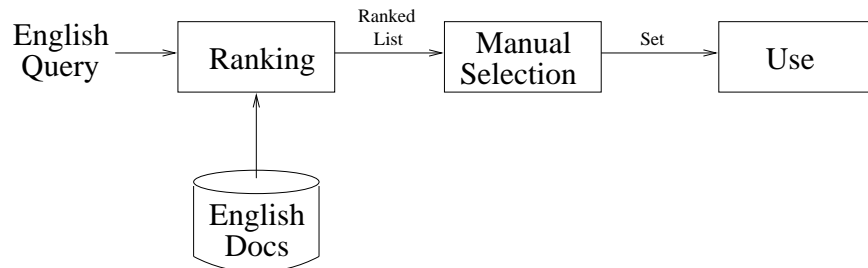 English
Query
Ranking
Ranked
List
Manual
Selection
Set
Use
English
Docs